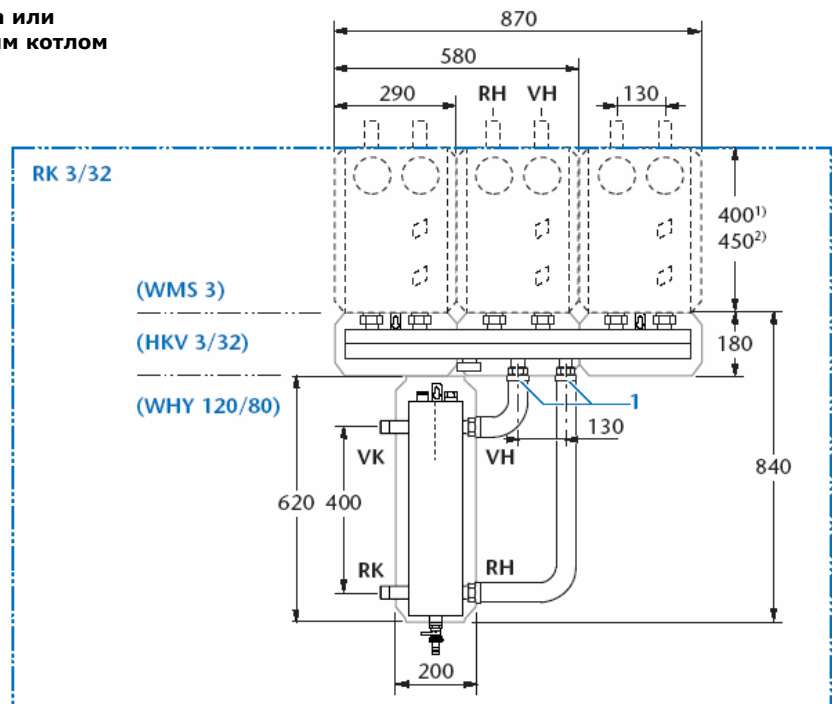 а или
м котлом
870
580
290 RH VH 130
RK 3/32
400¹⁾
450²⁾
(WMS 3)
(HKV 3/32)
180
(WHY 120/80)
1
130
VK VH
840
620 400
RK RH
200